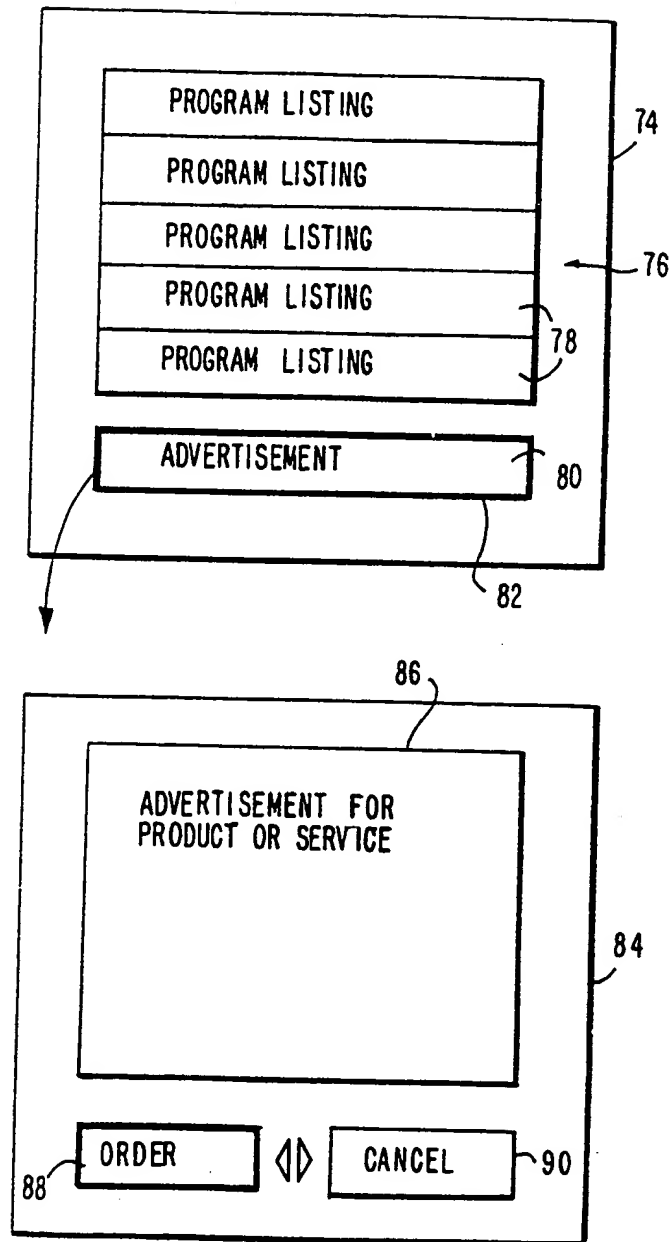 PROGRAM LISTING
74
PROGRAM LISTING
PROGRAM LISTING
76
PROGRAM LISTING
78
PROGRAM LISTING
ADVERTISEMENT
80
82
86
ADVERTISEMENT FOR
PRODUCT OR SERVICE
84
ORDER
CANCEL
88
90